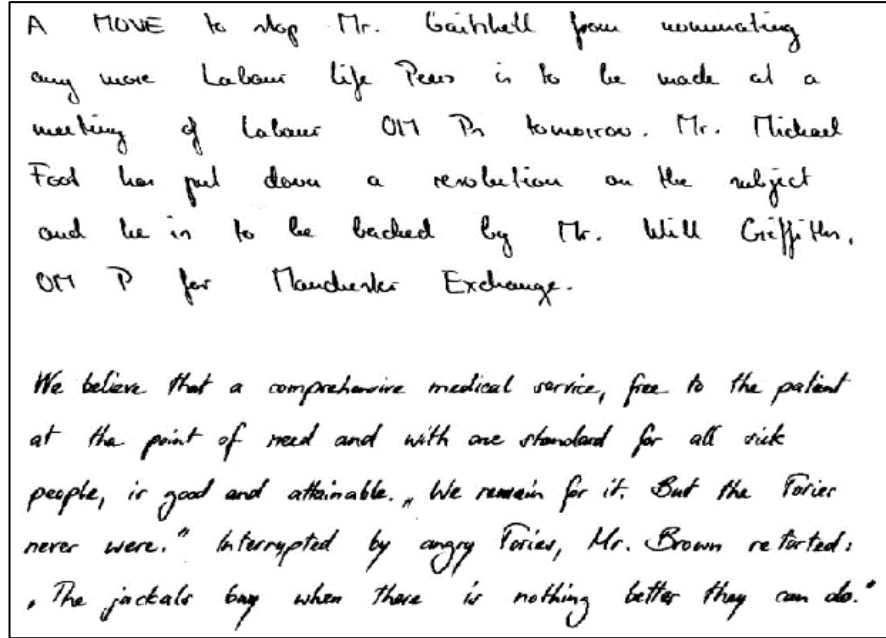 A MOVE to stop Mr. Gaitskell from nominating
any more Labour Life Peers is to be made at a
meeting of Labour OM Ps tomorrow. Mr. Michael
Foot has put down a resolution on the subject
and he is to be backed by Mr. Will Griffiths,
OM P for Manchester Exchange.
We believe that a comprehensive medical service, free to the patient
at the point of need and with one standard for all sick
people, is good and attainable. „We remain for it. But the Tories
never were.“ Interrupted by angry Tories, Mr. Brown retorted:
„The jackals bay when there is nothing better they can do.“